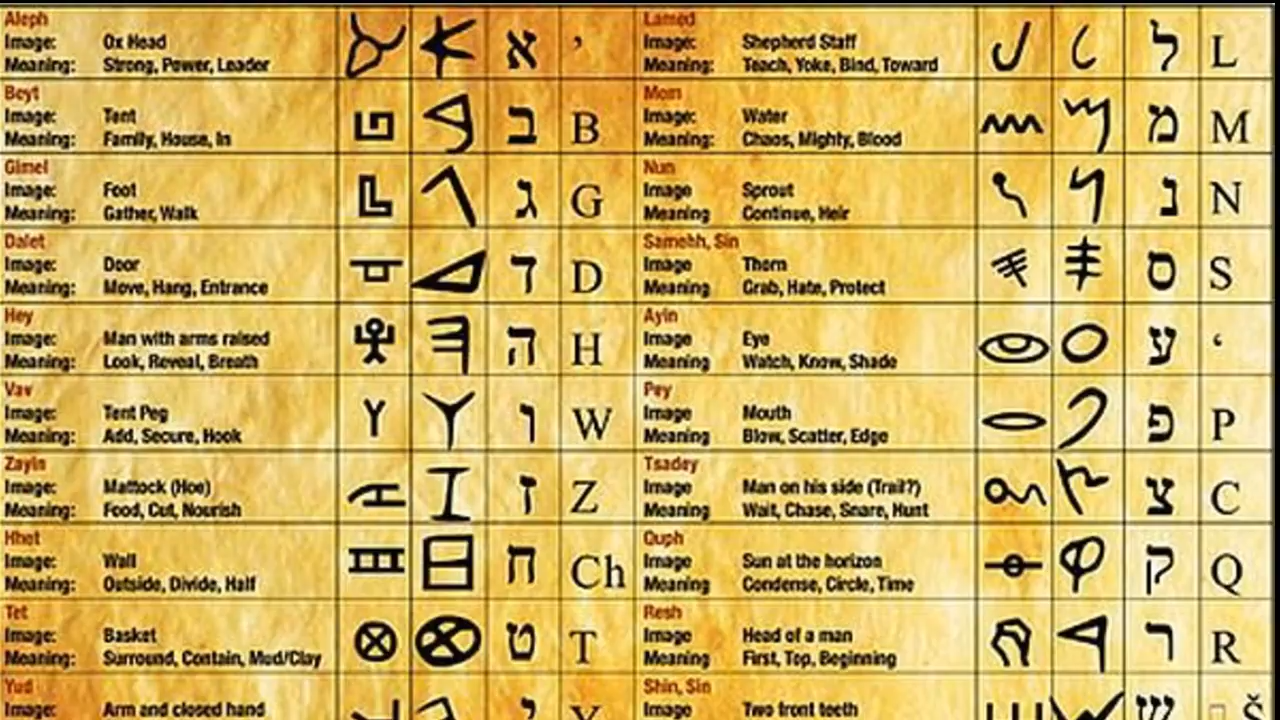 Aleph
Image: Ox Head א ’
Meaning: Strong, Power, Leader
Beyt
Image: Tent ב B
Meaning: Family, House, In
Gimel
Image: Foot ג G
Meaning: Gather, Walk
Dalet
Image: Door ד D
Meaning: Move, Hang, Entrance
Hey
Image: Man with arms raised ה H
Meaning: Look, Reveal, Breath
Vav
Image: Tent Peg ו W
Meaning: Add, Secure, Hook
Zayin
Image: Mattock (Hoe) ז Z
Meaning: Food, Cut, Nourish
Hhet
Image: Wall ח Ch
Meaning: Outside, Divide, Half
Tet
Image: Basket ט T
Meaning: Surround, Contain, Mud/Clay
Yud
Image: Arm and closed hand
Lamed
Image: Shepherd Staff ל L
Meaning: Teach, Yoke, Bind, Toward
Mem
Image: Water מ M
Meaning: Chaos, Mighty, Blood
Nun
Image Sprout נ N
Meaning Continue, Heir
Samehh, Sin
Image Thorn ס S
Meaning Grab, Hate, Protect
Ayin
Image: Eye ע ‘
Meaning Watch, Know, Shade
Pey
Image Mouth פ P
Meaning Blow, Scatter, Edge
Tsadey
Image Man on his side (Trail?) צ C
Meaning Wait, Chase, Snare, Hunt
Quph
Image Sun at the horizon ק Q
Meaning Condense, Circle, Time
Resh
Image Head of a man ר R
Meaning First, Top, Beginning
Shin, Sin
Image Two front teeth ש Š